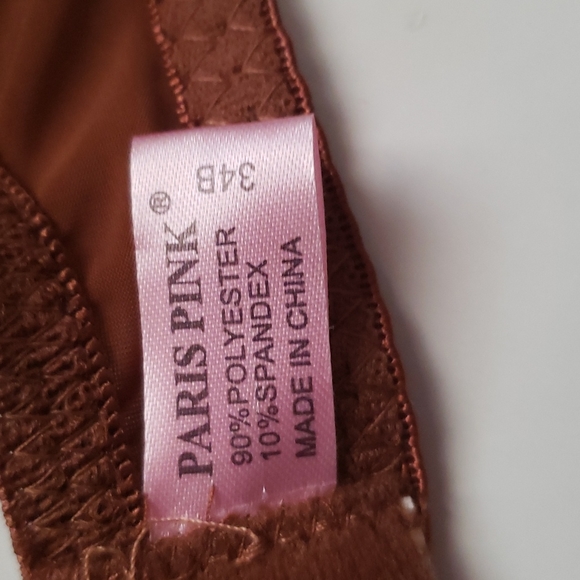 34B
PARIS PINK®
90%POLYESTER
10%SPANDEX
MADE IN CHINA